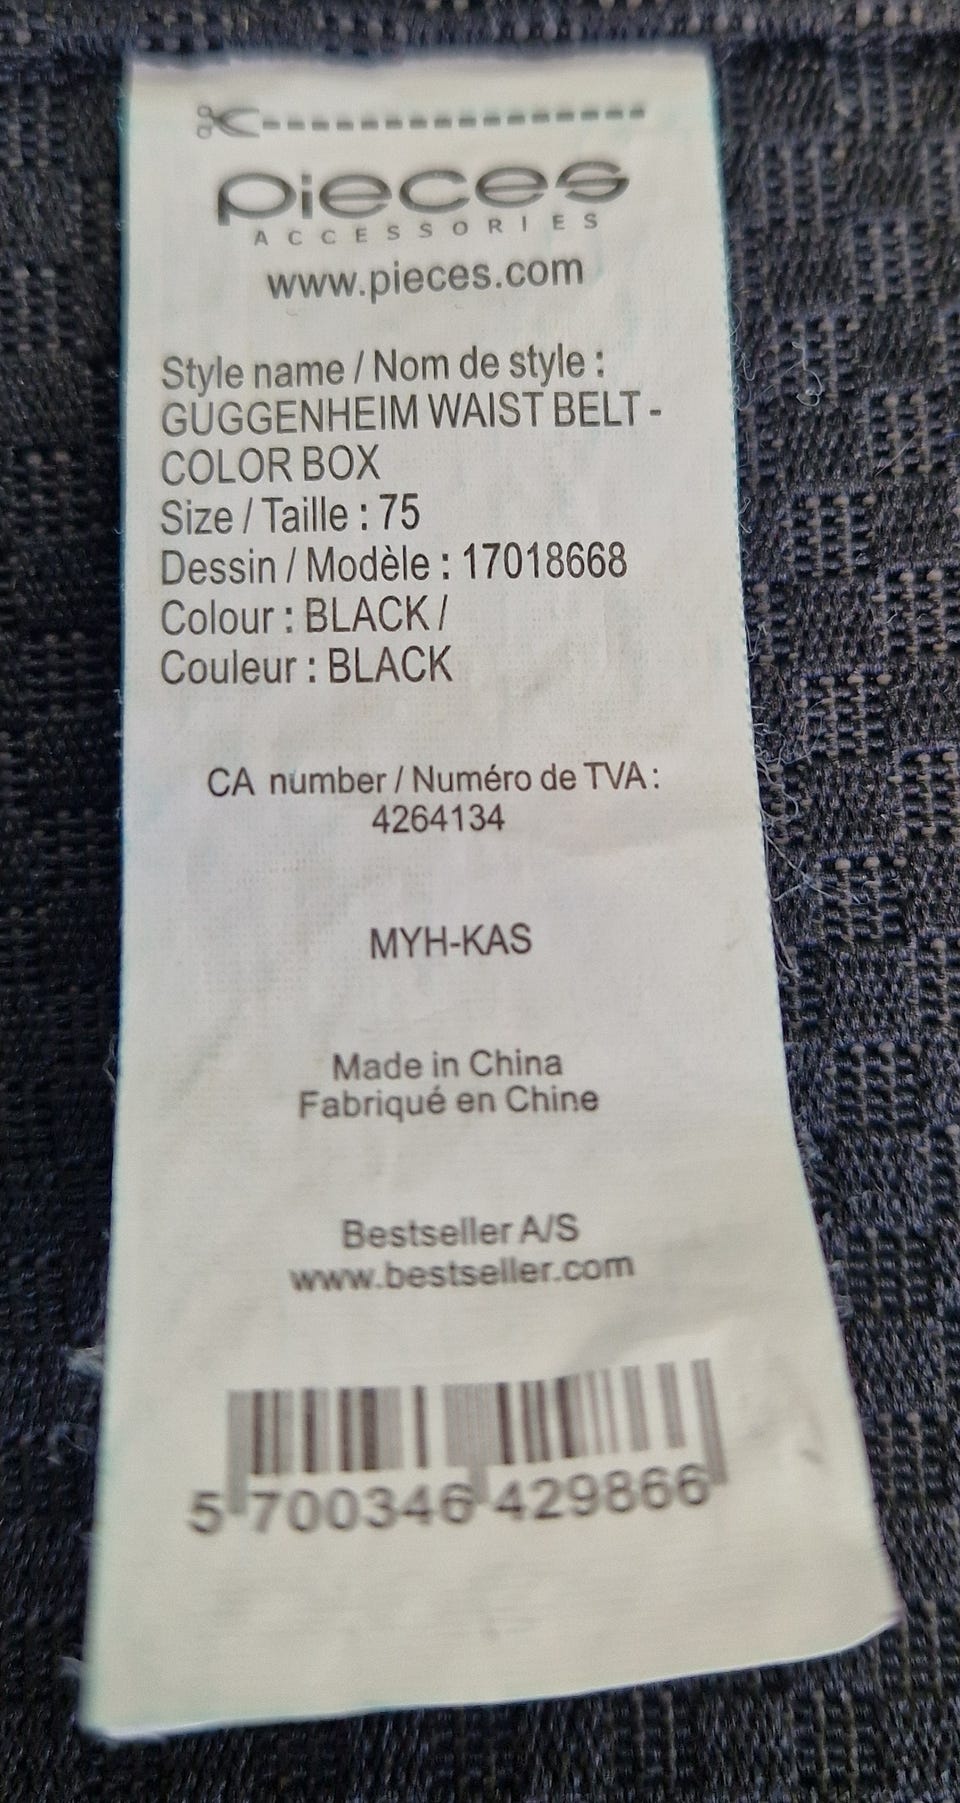 pieces
ACCESSORIES
www.pieces.com
Style name / Nom de style :
GUGGENHEIM WAIST BELT -
COLOR BOX
Size / Taille : 75
Dessin / Modèle : 17018668
Colour : BLACK /
Couleur : BLACK
CA number / Numéro de TVA :
4264134
MYH-KAS
Made in China
Fabriqué en Chine
Bestseller A/S
www.bestseller.com
5 700346 429866